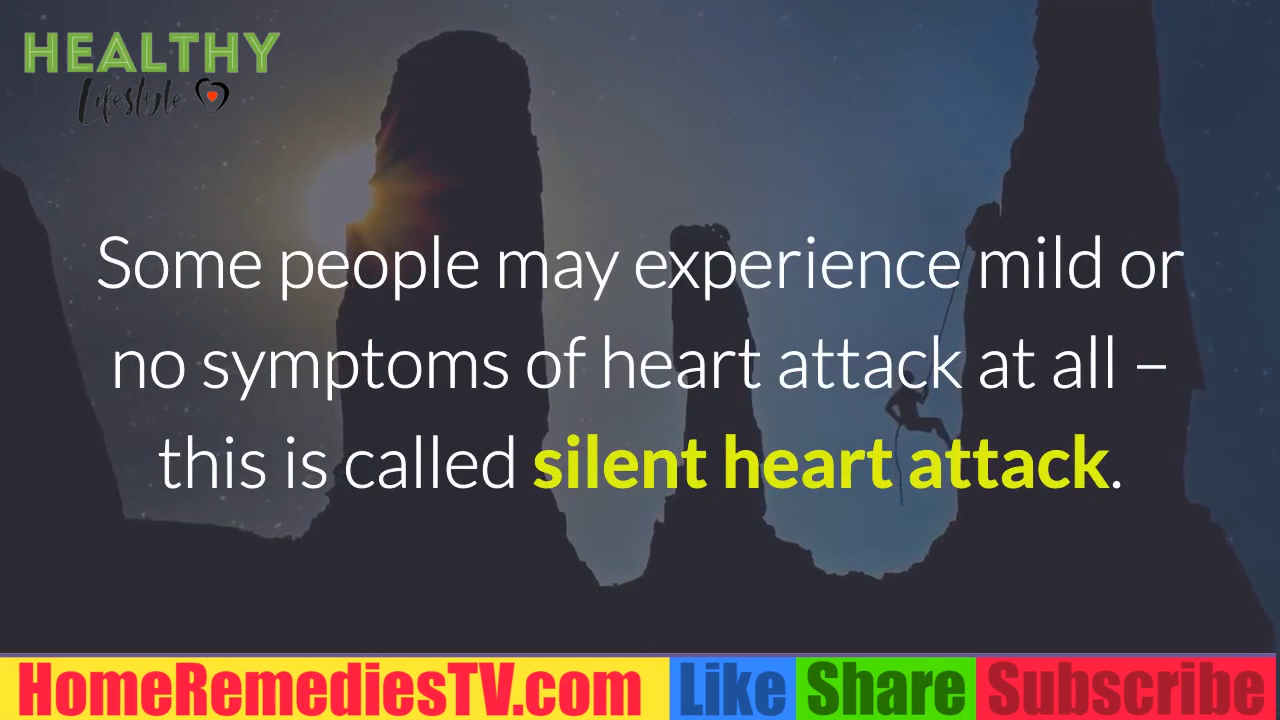 HEALTHY
Lifestyle
Some people may experience mild or
no symptoms of heart attack at all –
this is called silent heart attack.
HomeRemediesTV.com Like Share Subscribe